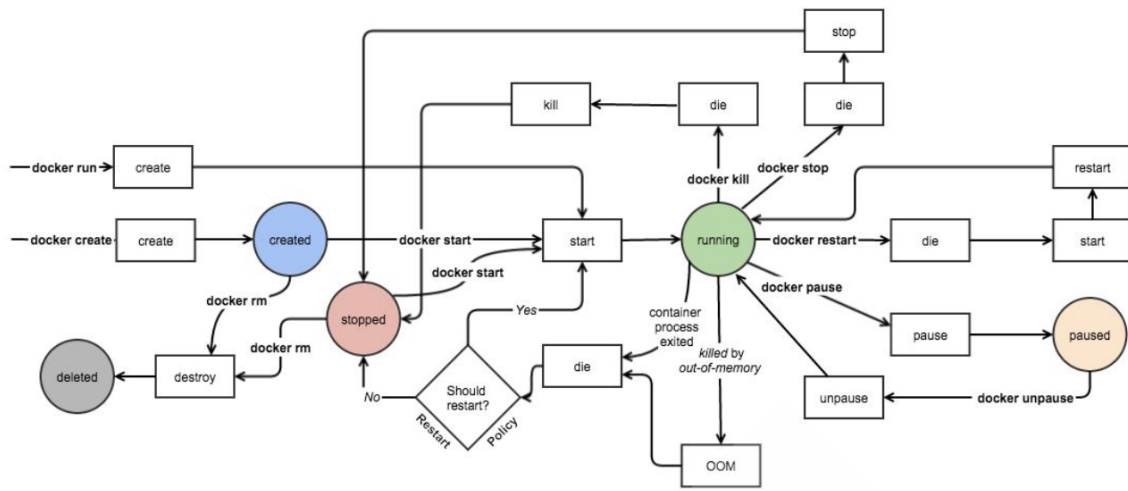 stop
kill
die
die
docker run
create
docker kill
docker stop
restart
docker create
create
created
docker start
start
running
docker restart
die
start
docker start
docker pause
docker rm
stopped
Yes
container
process
exited
pause
paused
docker rm
killed by
out-of-memory
deleted
destroy
No
Should
restart?
die
unpause
docker unpause
Restart
Policy
OOM